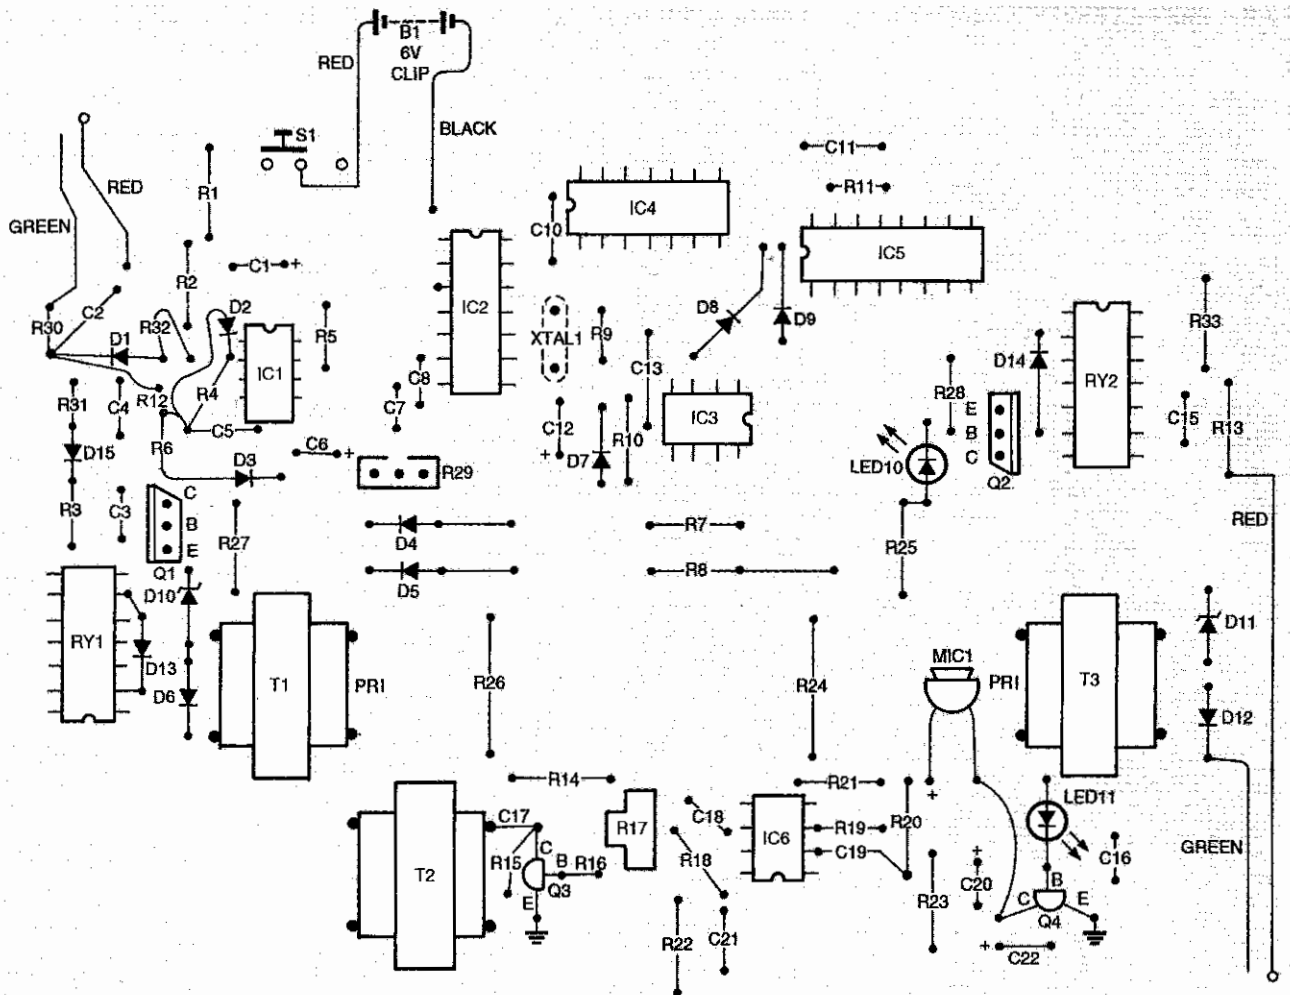 B1
6V
CLIP
RED
BLACK
S1
C11
RED
R1
R11
GREEN
IC4
C10
IC5
R2
C1 +
IC2
C2
D2
D8
D9
R33
R30
R32
D1
R5
XTAL1
R9
C13
D14
RY2
IC1
C8
R4
R12
R31
C4
C7
R28
E
B
C
Q2
C15
R13
IC3
C5
R6
C6 +
C12
+
D7
R10
D15
D3
R29
LED10
R3
C3
C
B
E
Q1
R27
D4
R7
R25
RED
D5
R8
D10
RY1
D13
D6
T1
PRI
R26
R24
MIC1
PRI
T3
D11
D12
R14
R21
+
LED11
C17
R17
C18
IC6
R19
R20
C19
R15
C
B
R16
E
Q3
T2
R18
C16
GREEN
+
C20
R23
B
C
E
Q4
R22
C21
+
C22